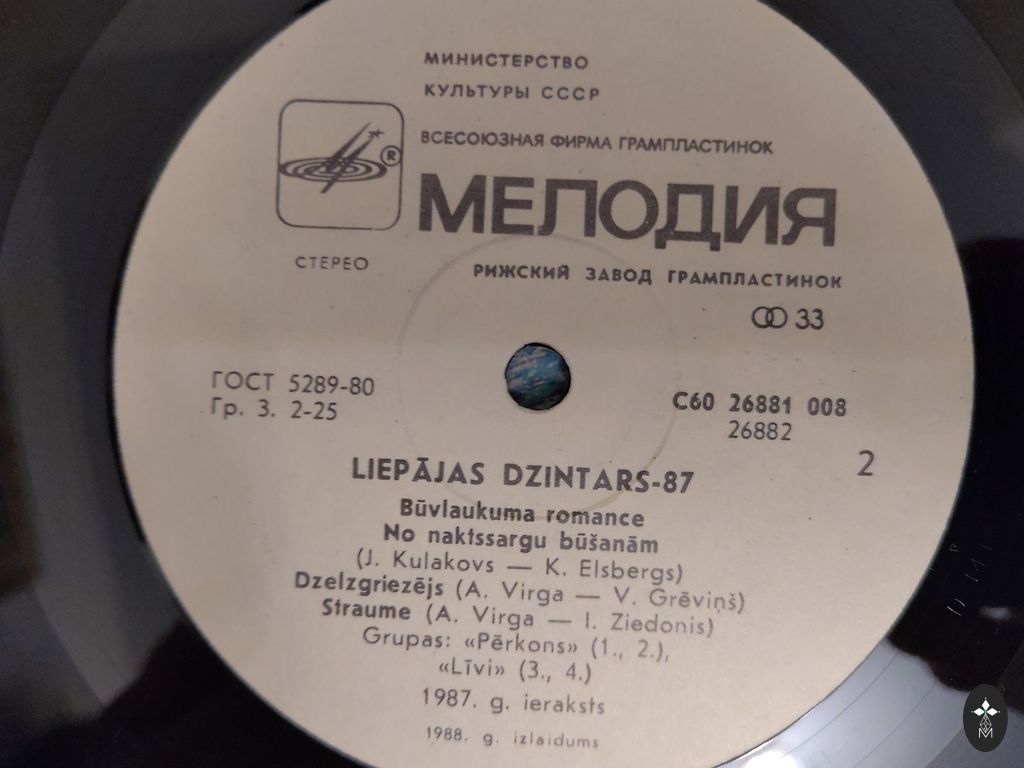 МИНИСТЕРСТВО
КУЛЬТУРЫ СССР
ВСЕСОЮЗНАЯ ФИРМА ГРАМПЛАСТИНОК
®
МЕЛОДИЯ
СТЕРЕО
РИЖСКИЙ ЗАВОД ГРАМПЛАСТИНОК
33
ГОСТ 5289-80
Гр. 3. 2-25
С60 26881 008
26882
2
LIEPĀJAS DZINTARS-87
Būvlaukuma romance
No naktssargu būšanām
(J. Kulakovs — K. Elsbergs)
Dzelzgriezējs (A. Virga — V. Grēviņš)
Straume (A. Virga — I. Ziedonis)
Grupas: «Pērkons» (1., 2.),
«Līvi» (3., 4.)
1987. g. ieraksts
1988. g. izlaidums
M